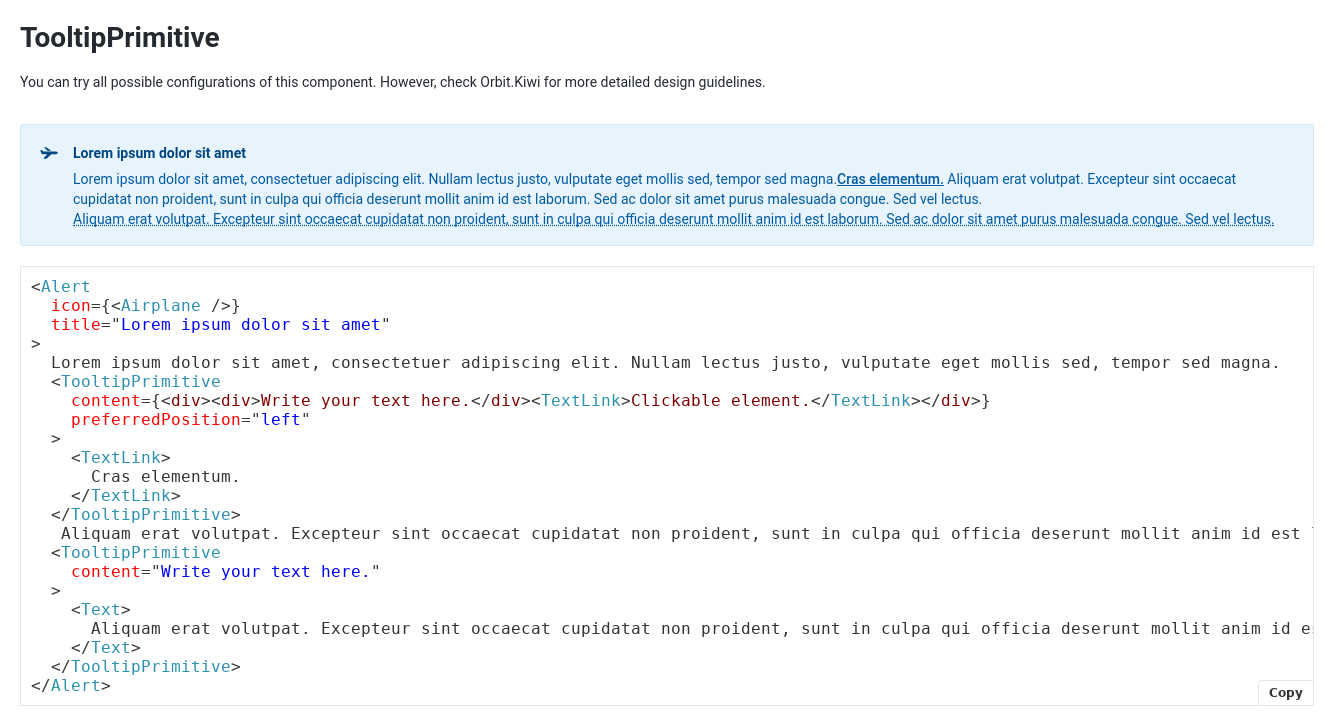 TooltipPrimitive
You can try all possible configurations of this component. However, check Orbit.Kiwi for more detailed design guidelines.
Lorem ipsum dolor sit amet
Lorem ipsum dolor sit amet, consectetuer adipiscing elit. Nullam lectus justo, vulputate eget mollis sed, tempor sed magna.Cras elementum. Aliquam erat volutpat. Excepteur sint occaecat
cupidatat non proident, sunt in culpa qui officia deserunt mollit anim id est laborum. Sed ac dolor sit amet purus malesuada congue. Sed vel lectus.
Aliquam erat volutpat. Excepteur sint occaecat cupidatat non proident, sunt in culpa qui officia deserunt mollit anim id est laborum. Sed ac dolor sit amet purus malesuada congue. Sed vel lectus.
<Alert
  icon={<Airplane />}
  title="Lorem ipsum dolor sit amet"
>
  Lorem ipsum dolor sit amet, consectetuer adipiscing elit. Nullam lectus justo, vulputate eget mollis sed, tempor sed magna.
  <TooltipPrimitive
    content={<div><div>Write your text here.</div><TextLink>Clickable element.</TextLink></div>}
    preferredPosition="left"
  >
    <TextLink>
      Cras elementum.
    </TextLink>
  </TooltipPrimitive>
   Aliquam erat volutpat. Excepteur sint occaecat cupidatat non proident, sunt in culpa qui officia deserunt mollit anim id est
  <TooltipPrimitive
    content="Write your text here."
  >
    <Text>
      Aliquam erat volutpat. Excepteur sint occaecat cupidatat non proident, sunt in culpa qui officia deserunt mollit anim id
    </Text>
  </TooltipPrimitive>
</Alert>
Copy